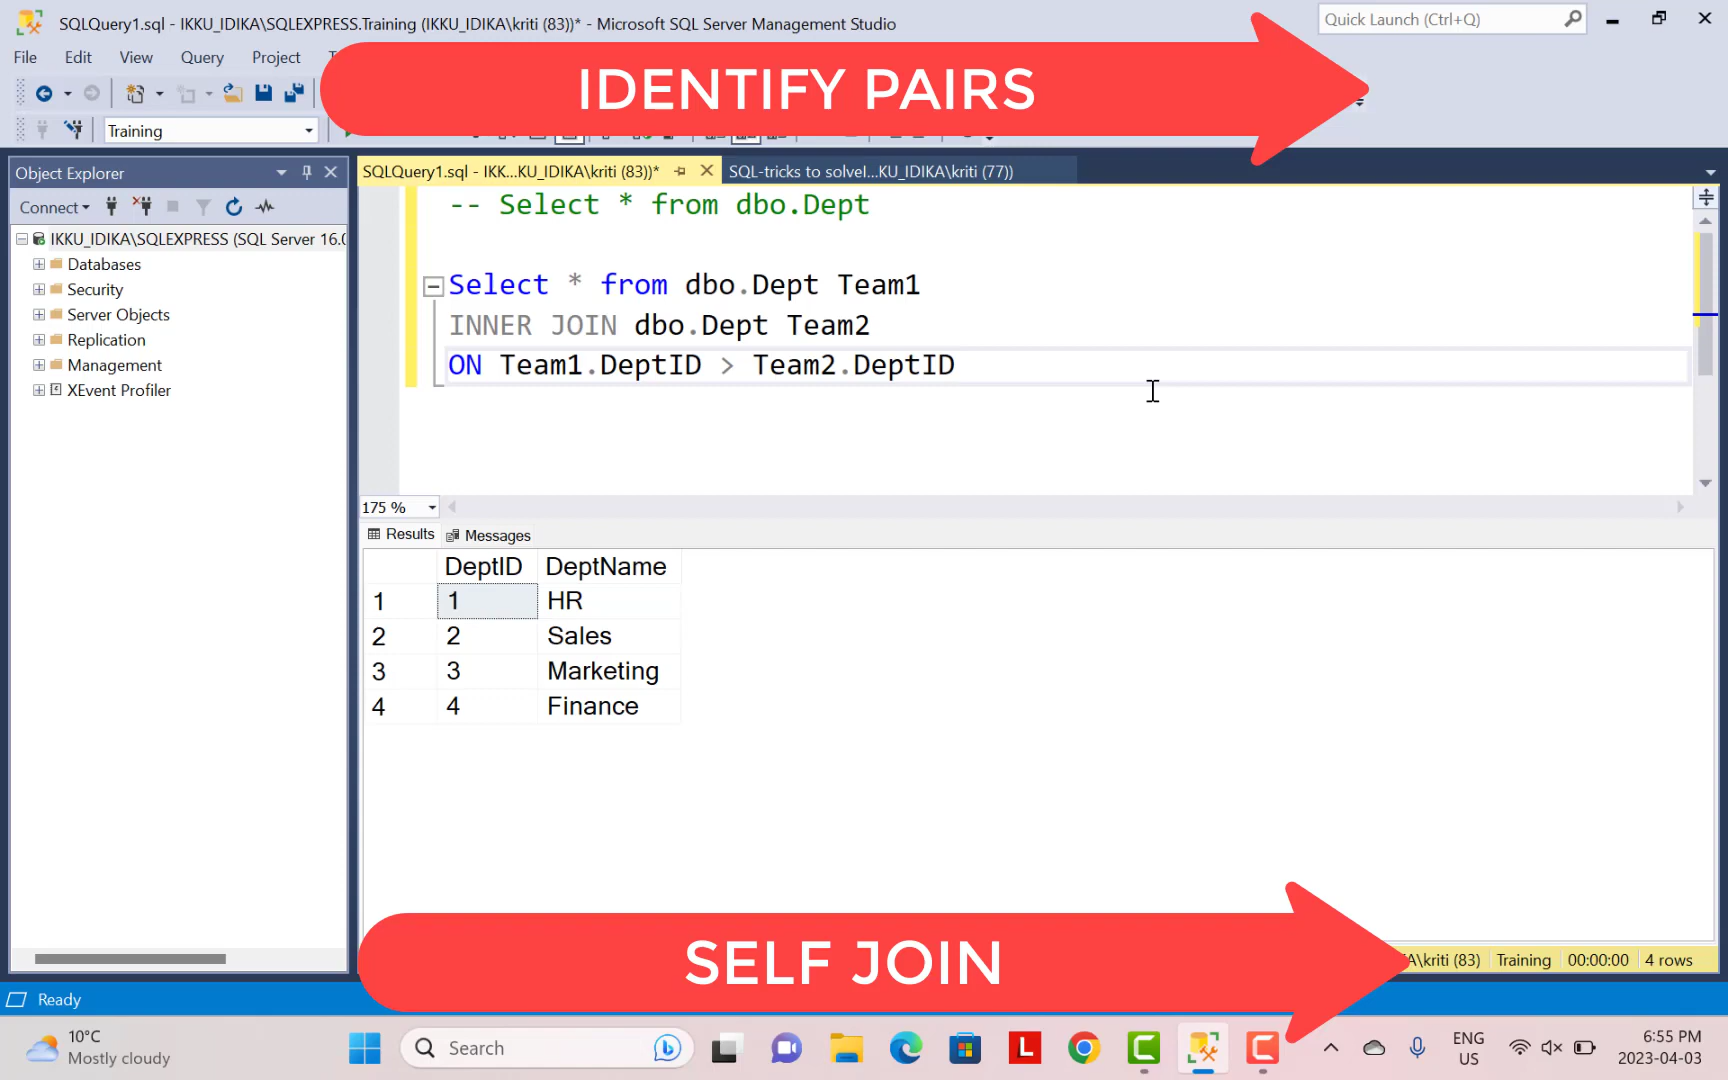 SQLQuery1.sql - IKKU_IDIKA\SQLEXPRESS.Training (IKKU_IDIKA\kriti (83))* - Microsoft SQL Server Management Studio
Quick Launch (Ctrl+Q)
File Edit View Query Project
IDENTIFY PAIRS
Training
Object Explorer
SQLQuery1.sql - IKK...KU_IDIKA\kriti (83))*
SQL-tricks to solvel...KU_IDIKA\kriti (77))
Connect
IKKU_IDIKA\SQLEXPRESS (SQL Server 16.0
Databases
Security
Server Objects
Replication
Management
XEvent Profiler
-- Select * from dbo.Dept
Select * from dbo.Dept Team1
INNER JOIN dbo.Dept Team2
ON Team1.DeptID > Team2.DeptID
175 %
Results Messages
DeptID DeptName
1 1 HR
2 2 Sales
3 3 Marketing
4 4 Finance
SELF JOIN
\kriti (83) Training 00:00:00 4 rows
Ready
10°C
Mostly cloudy
Search
L
ENG
US
6:55 PM
2023-04-03